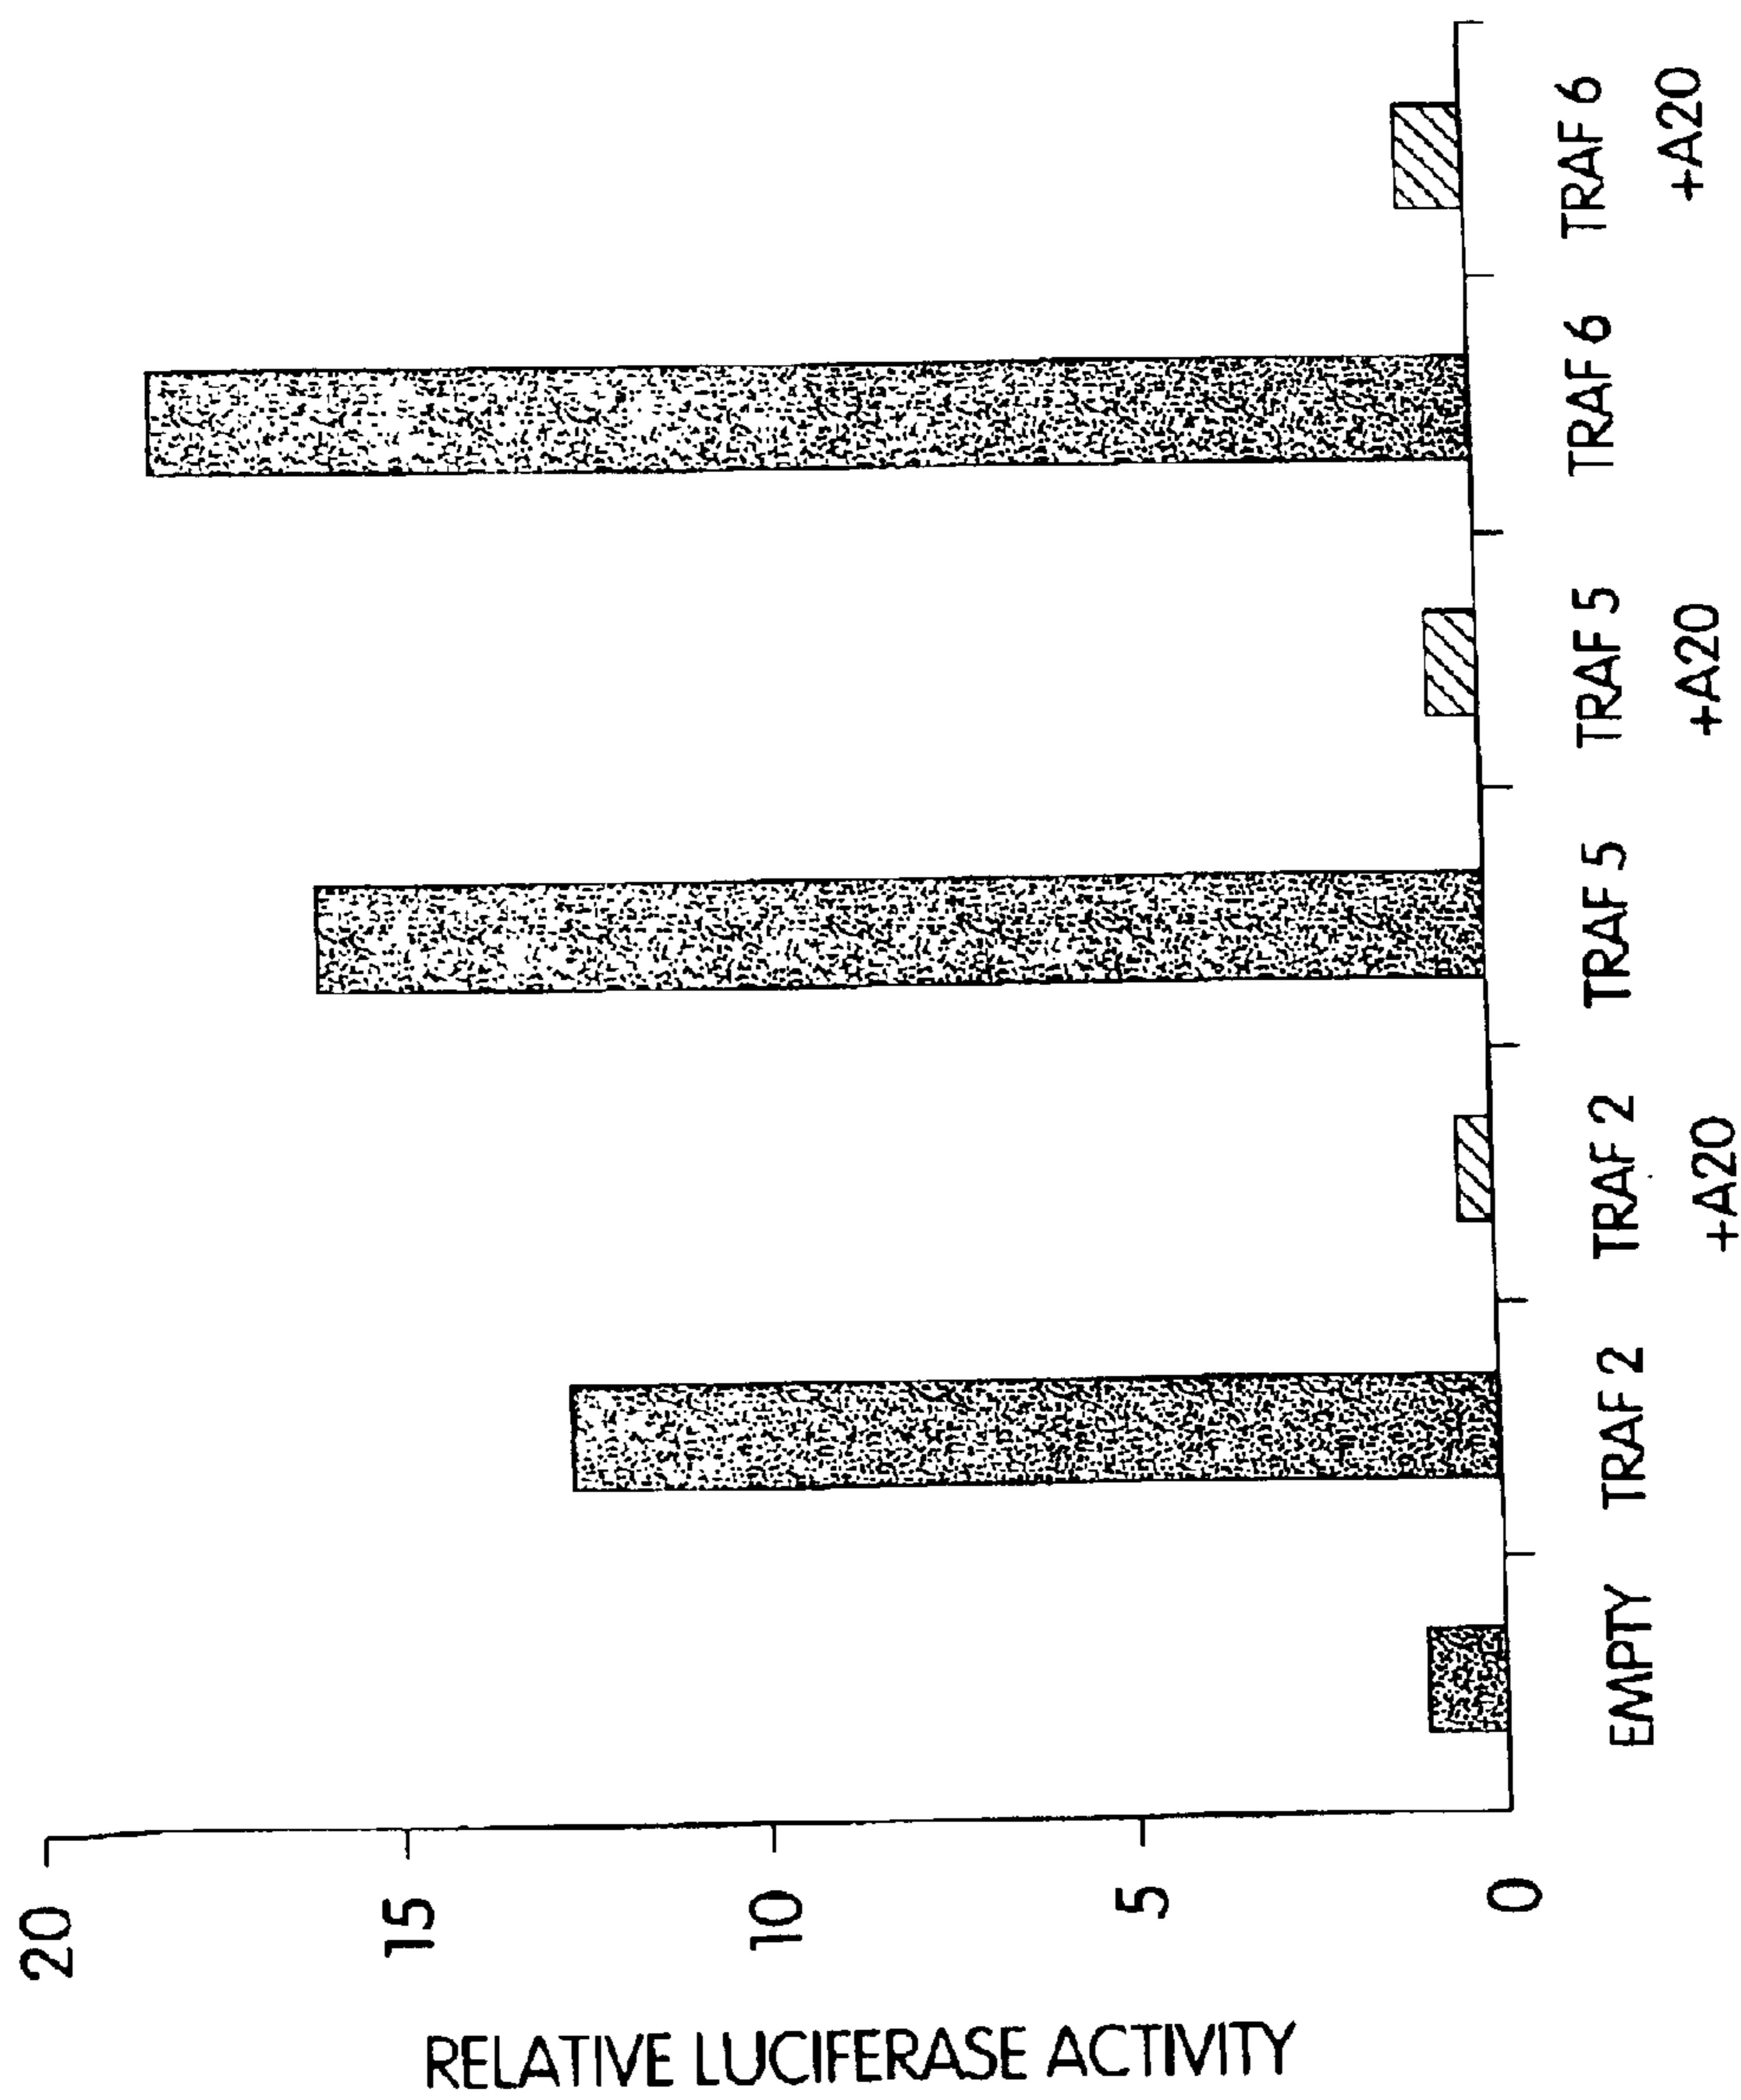 RELATIVE LUCIFERASE ACTIVITY
20
15
10
5
0
EMPTY TRAF 2 TRAF 2 TRAF 5 TRAF 5 TRAF 6 TRAF 6
+A20 +A20 +A20